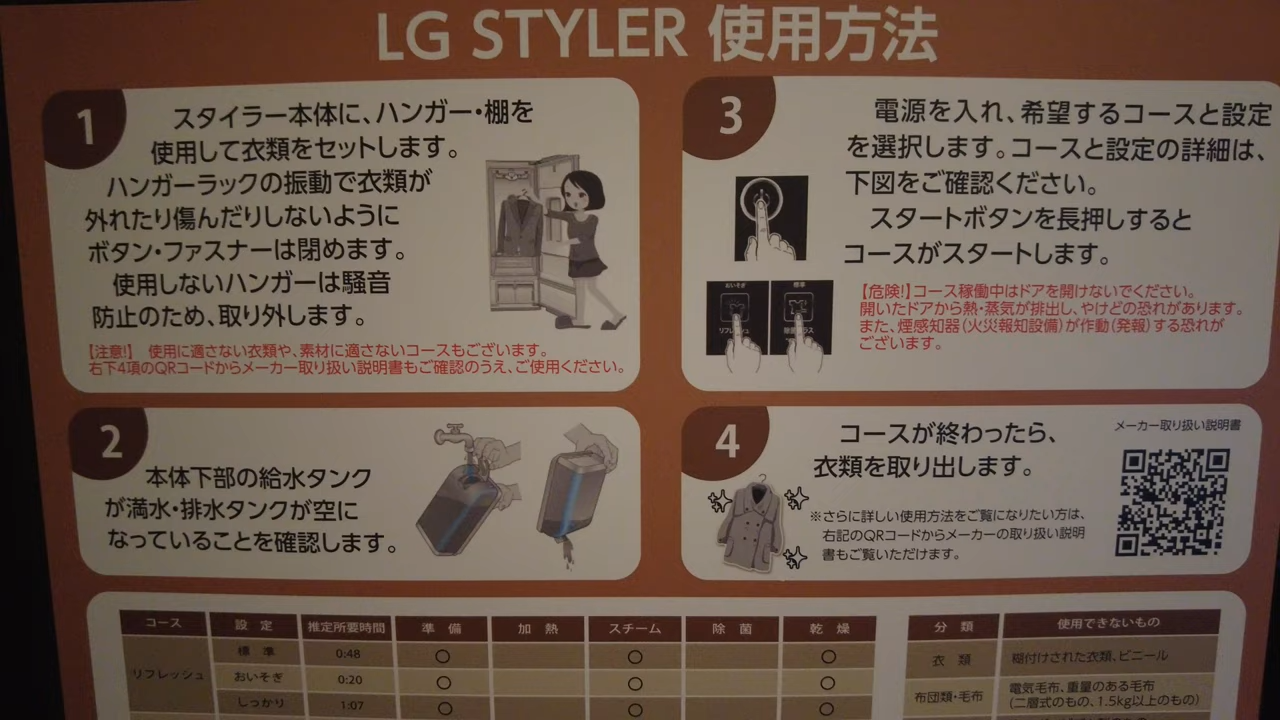 LG STYLER 使用方法
1
スタイラー本体に、ハンガー・棚を
使用して衣類をセットします。
ハンガーラックの振動で衣類が
外れたり傷んだりしないように
ボタン・ファスナーは閉めます。
使用しないハンガーは騒音
防止のため、取り外します。
【注意!】 使用に適さない衣類や、素材に適さないコースもございます。
右下4項のQRコードからメーカー取り扱い説明書もご確認のうえ、ご使用ください。
2
本体下部の給水タンク
が満水・排水タンクが空に
なっていることを確認します。
3
電源を入れ、希望するコースと設定
を選択します。コースと設定の詳細は、
下図をご確認ください。
スタートボタンを長押しすると
コースがスタートします。
おいそぎ
標準
【危険!】コース稼働中はドアを開けないでください。
開いたドアから熱・蒸気が排出し、やけどの恐れがあります。
また、煙感知器(火災報知設備)が作動(発報)する恐れが
ございます。
4
コースが終わったら、
衣類を取り出します。
※さらに詳しい使用方法をご覧になりたい方は、
右記のQRコードからメーカーの取り扱い説明
書もご覧いただけます。
メーカー取り扱い説明書
コース 設定 推定所要時間 準備 加熱 スチーム 除菌 乾燥
リフレッシュ
標準 0:48 ○ ○ ○
おいそぎ 0:20 ○ ○ ○
しっかり 1:07 ○ ○ ○
分類 使用できないもの
衣類 糊付けされた衣類、ビニール
布団類・毛布 電気毛布、重量のある毛布
(二層式のもの、1.5kg以上のもの)